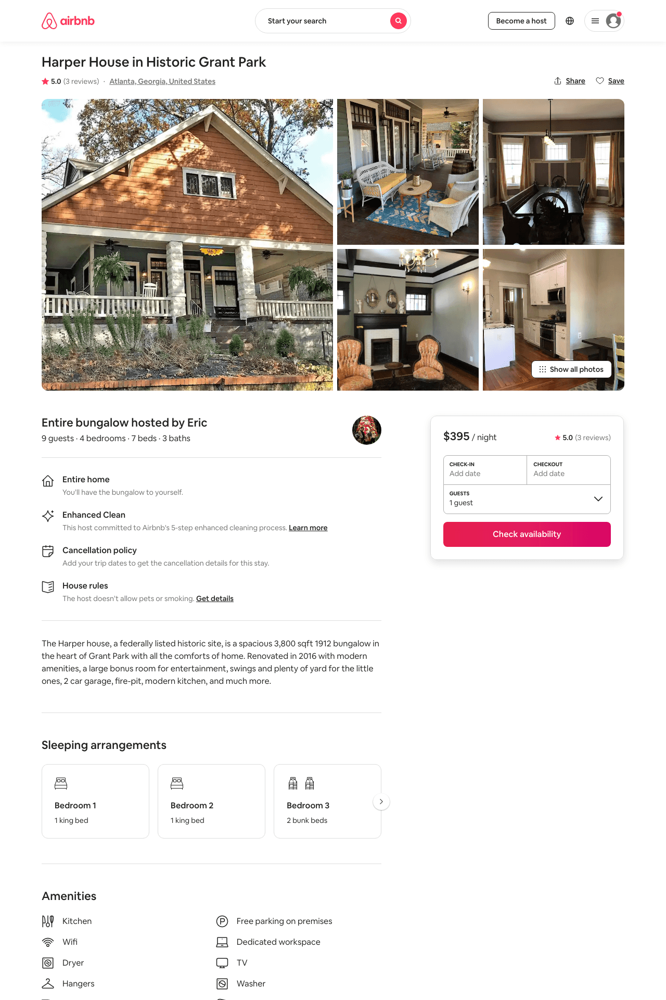 airbnb
Start your search
Become a host
Harper House in Historic Grant Park
5.0 (3 reviews) · Atlanta, Georgia, United States
Share
Save
962
Show all photos
Entire bungalow hosted by Eric
9 guests · 4 bedrooms · 7 beds · 3 baths
$395 / night
5.0 (3 reviews)
CHECK-IN
Add date
CHECKOUT
Add date
GUESTS
1 guest
Check availability
Entire home
You’ll have the bungalow to yourself.
Enhanced Clean
This host committed to Airbnb's 5-step enhanced cleaning process. Learn more
Cancellation policy
Add your trip dates to get the cancellation details for this stay.
House rules
The host doesn’t allow pets or smoking. Get details
The Harper house, a federally listed historic site, is a spacious 3,800 sqft 1912 bungalow in
the heart of Grant Park with all the comforts of home. Renovated in 2016 with modern
amenities, a large bonus room for entertainment, swings and plenty of yard for the little
ones, 2 car garage, fire-pit, modern kitchen, and much more.
Sleeping arrangements
Bedroom 1
1 king bed
Bedroom 2
1 king bed
Bedroom 3
2 bunk beds
Amenities
Kitchen
Free parking on premises
Wifi
Dedicated workspace
Dryer
TV
Hangers
Washer